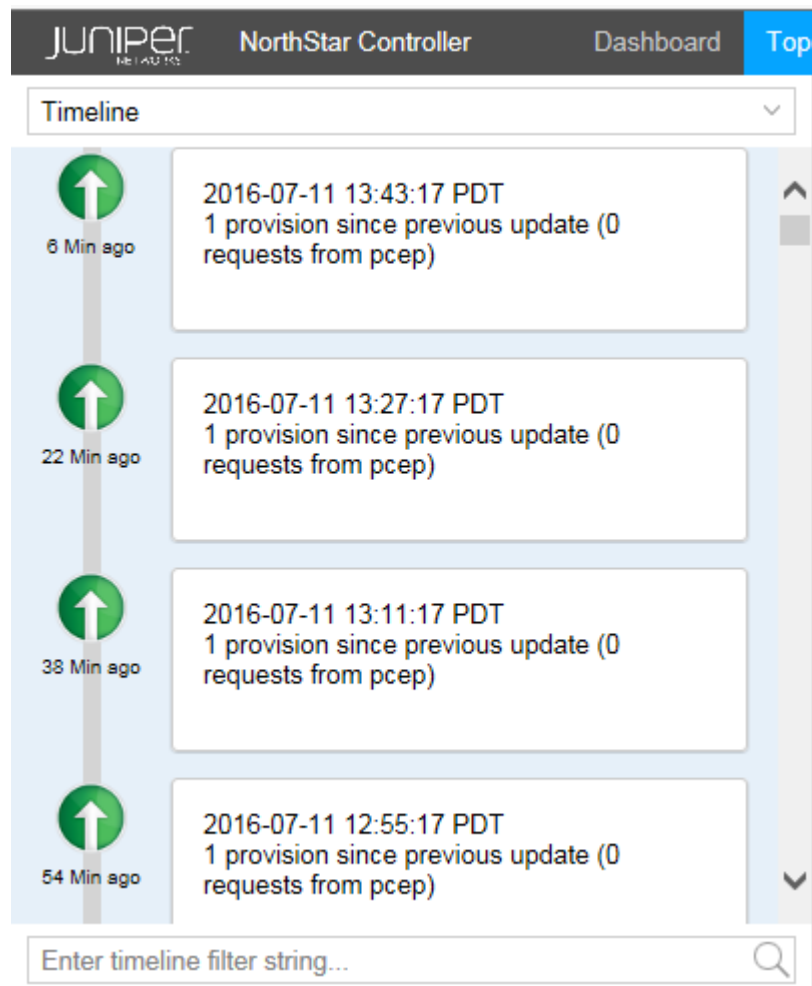 JUNIPER NETWORKS NorthStar Controller Dashboard Top
Timeline
2016-07-11 13:43:17 PDT
1 provision since previous update (0
requests from pcep)
6 Min ago
2016-07-11 13:27:17 PDT
1 provision since previous update (0
requests from pcep)
22 Min ago
2016-07-11 13:11:17 PDT
1 provision since previous update (0
requests from pcep)
38 Min ago
2016-07-11 12:55:17 PDT
1 provision since previous update (0
requests from pcep)
54 Min ago
Enter timeline filter string...